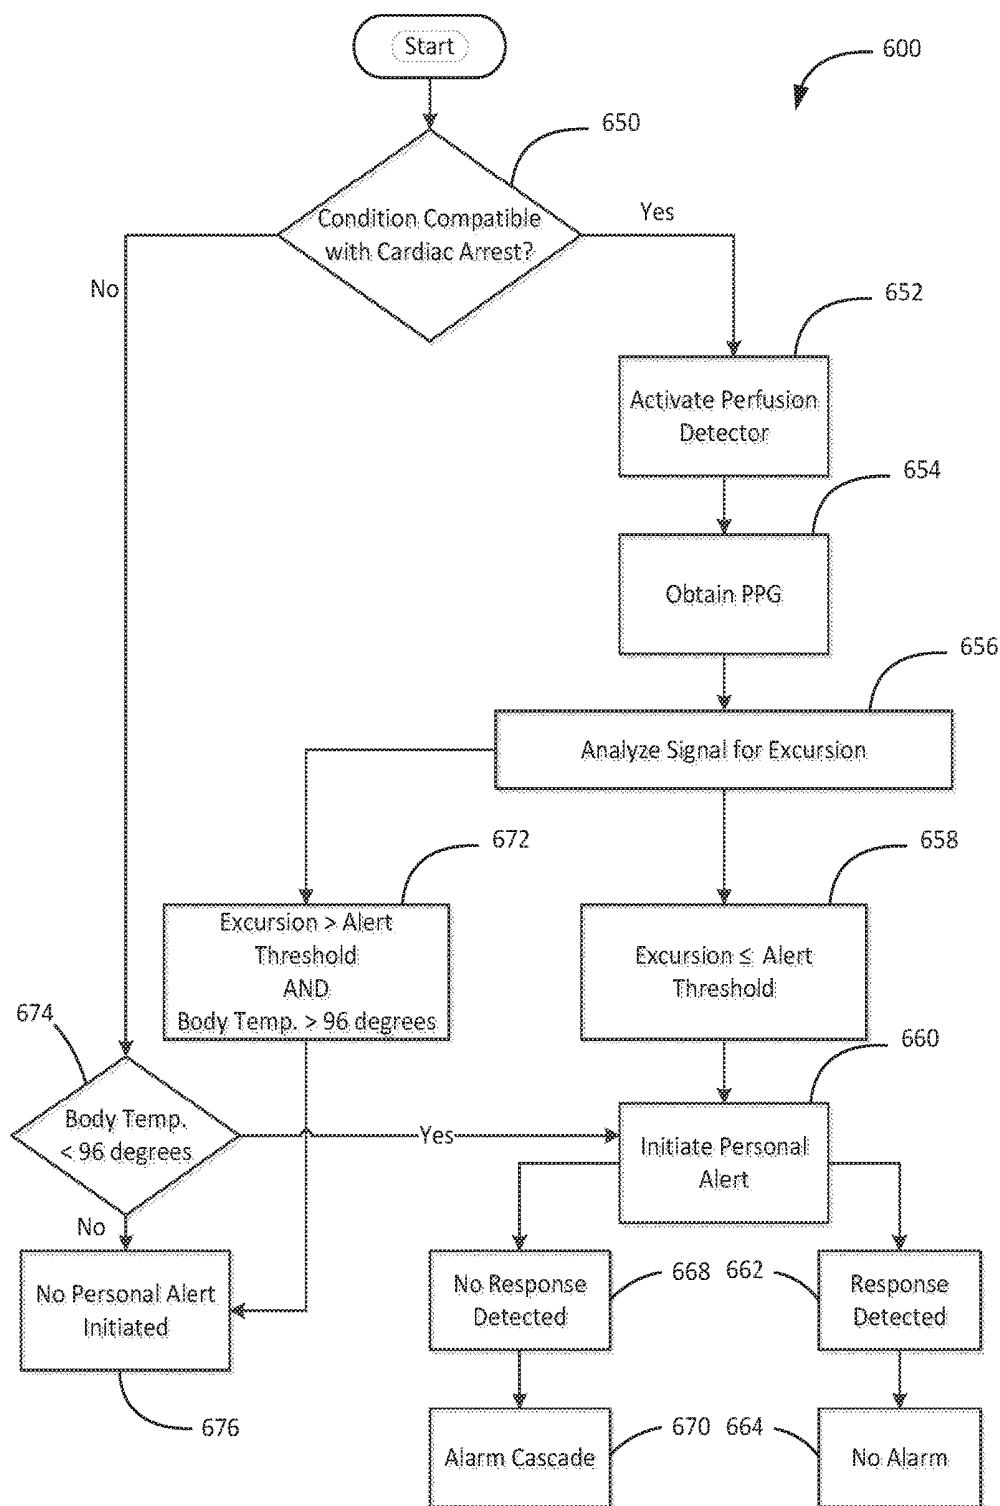 Start
600
650
Condition Compatible
with Cardiac Arrest?
Yes
No
652
Activate Perfusion
Detector
654
Obtain PPG
656
Analyze Signal for Excursion
672
658
Excursion > Alert
Threshold
AND
Body Temp. > 96 degrees
Excursion ≤ Alert
Threshold
674
660
Body Temp.
< 96 degrees
Yes
Initiate Personal
Alert
No
No Personal Alert
Initiated
No Response
Detected
668
662
Response
Detected
676
Alarm Cascade
670
664
No Alarm